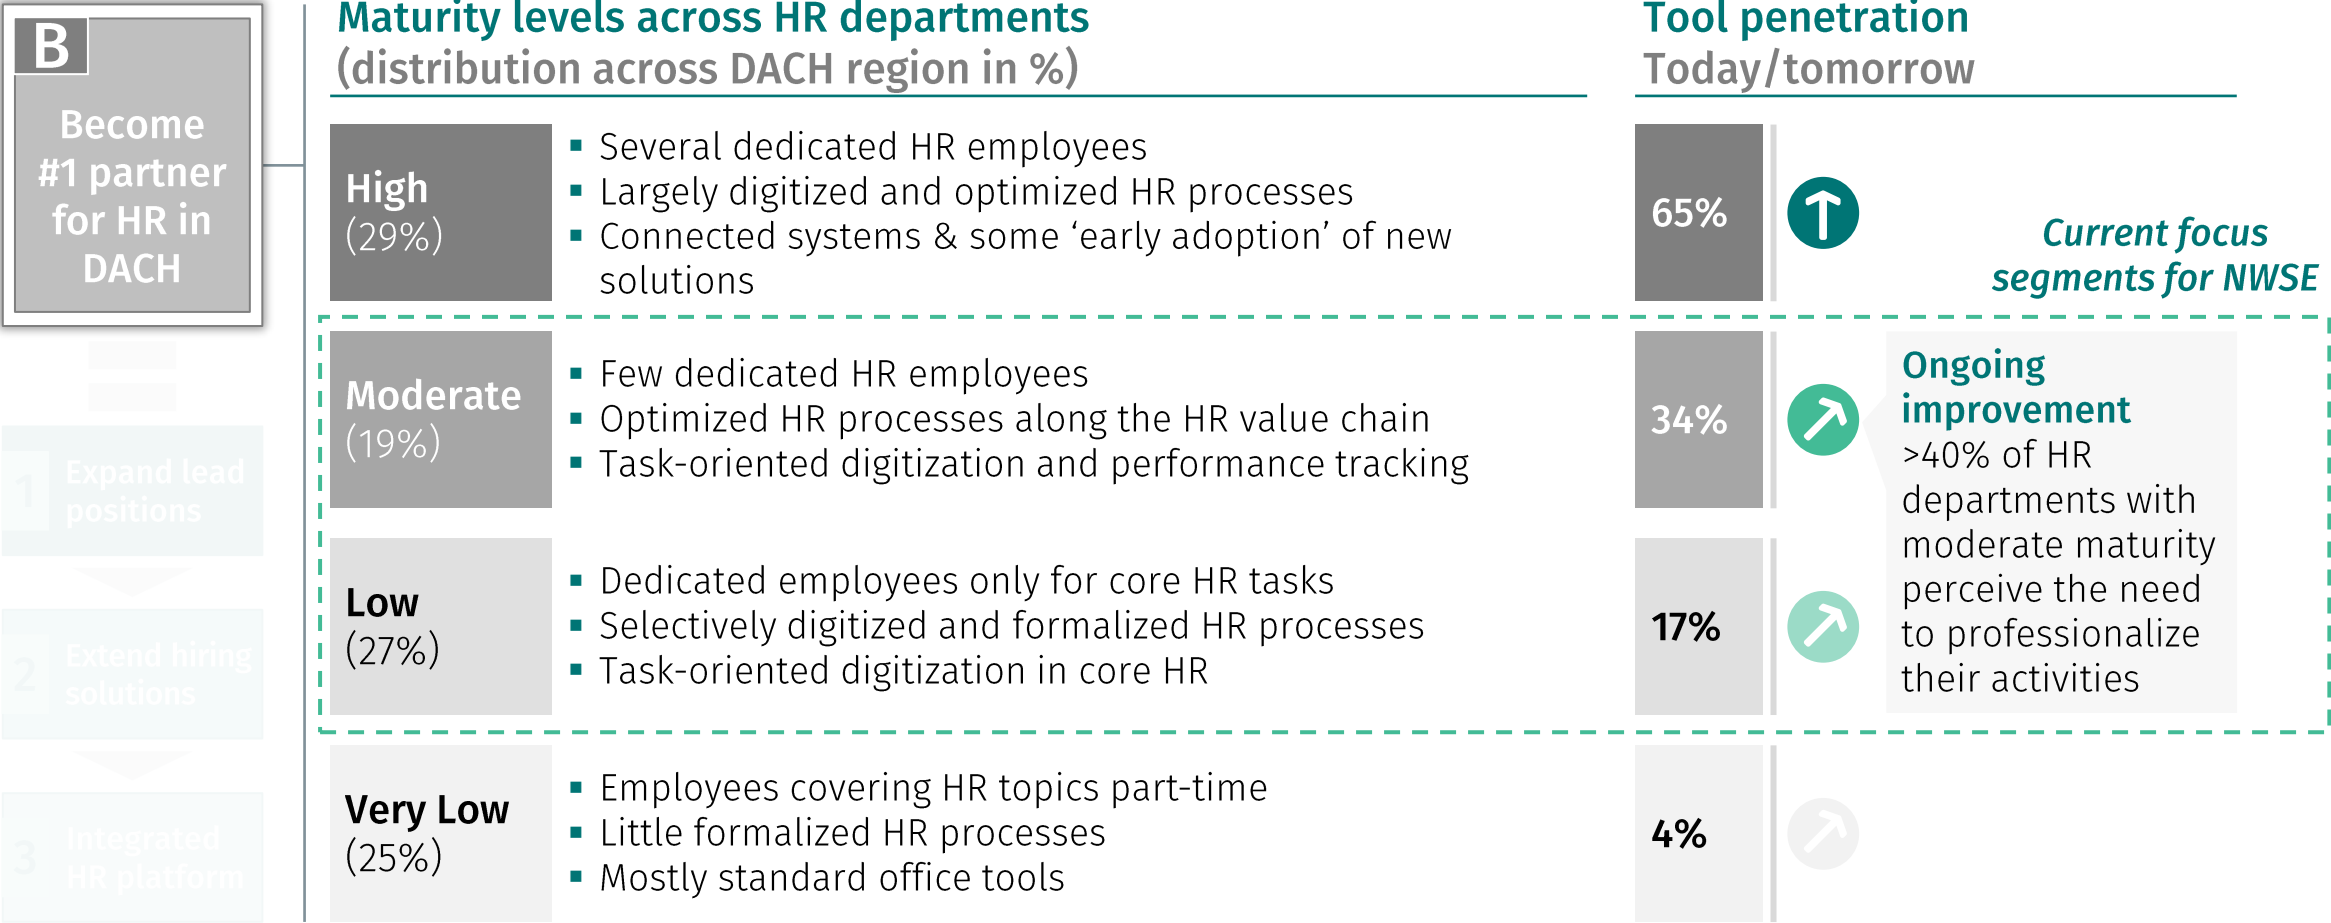 B
Become
#1 partner
for HR in
DACH
1
Expand lead
positions
2
Extend hiring
solutions
3
Integrated
HR platform
Maturity levels across HR departments
(distribution across DACH region in %)
Tool penetration
Today/tomorrow
High
(29%)
▪ Several dedicated HR employees
▪ Largely digitized and optimized HR processes
▪ Connected systems & some ‘early adoption’ of new
solutions
65%
Current focus
segments for NWSE
Moderate
(19%)
▪ Few dedicated HR employees
▪ Optimized HR processes along the HR value chain
▪ Task-oriented digitization and performance tracking
34%
Ongoing
improvement
>40% of HR
departments with
moderate maturity
perceive the need
to professionalize
their activities
Low
(27%)
▪ Dedicated employees only for core HR tasks
▪ Selectively digitized and formalized HR processes
▪ Task-oriented digitization in core HR
17%
Very Low
(25%)
▪ Employees covering HR topics part-time
▪ Little formalized HR processes
▪ Mostly standard office tools
4%